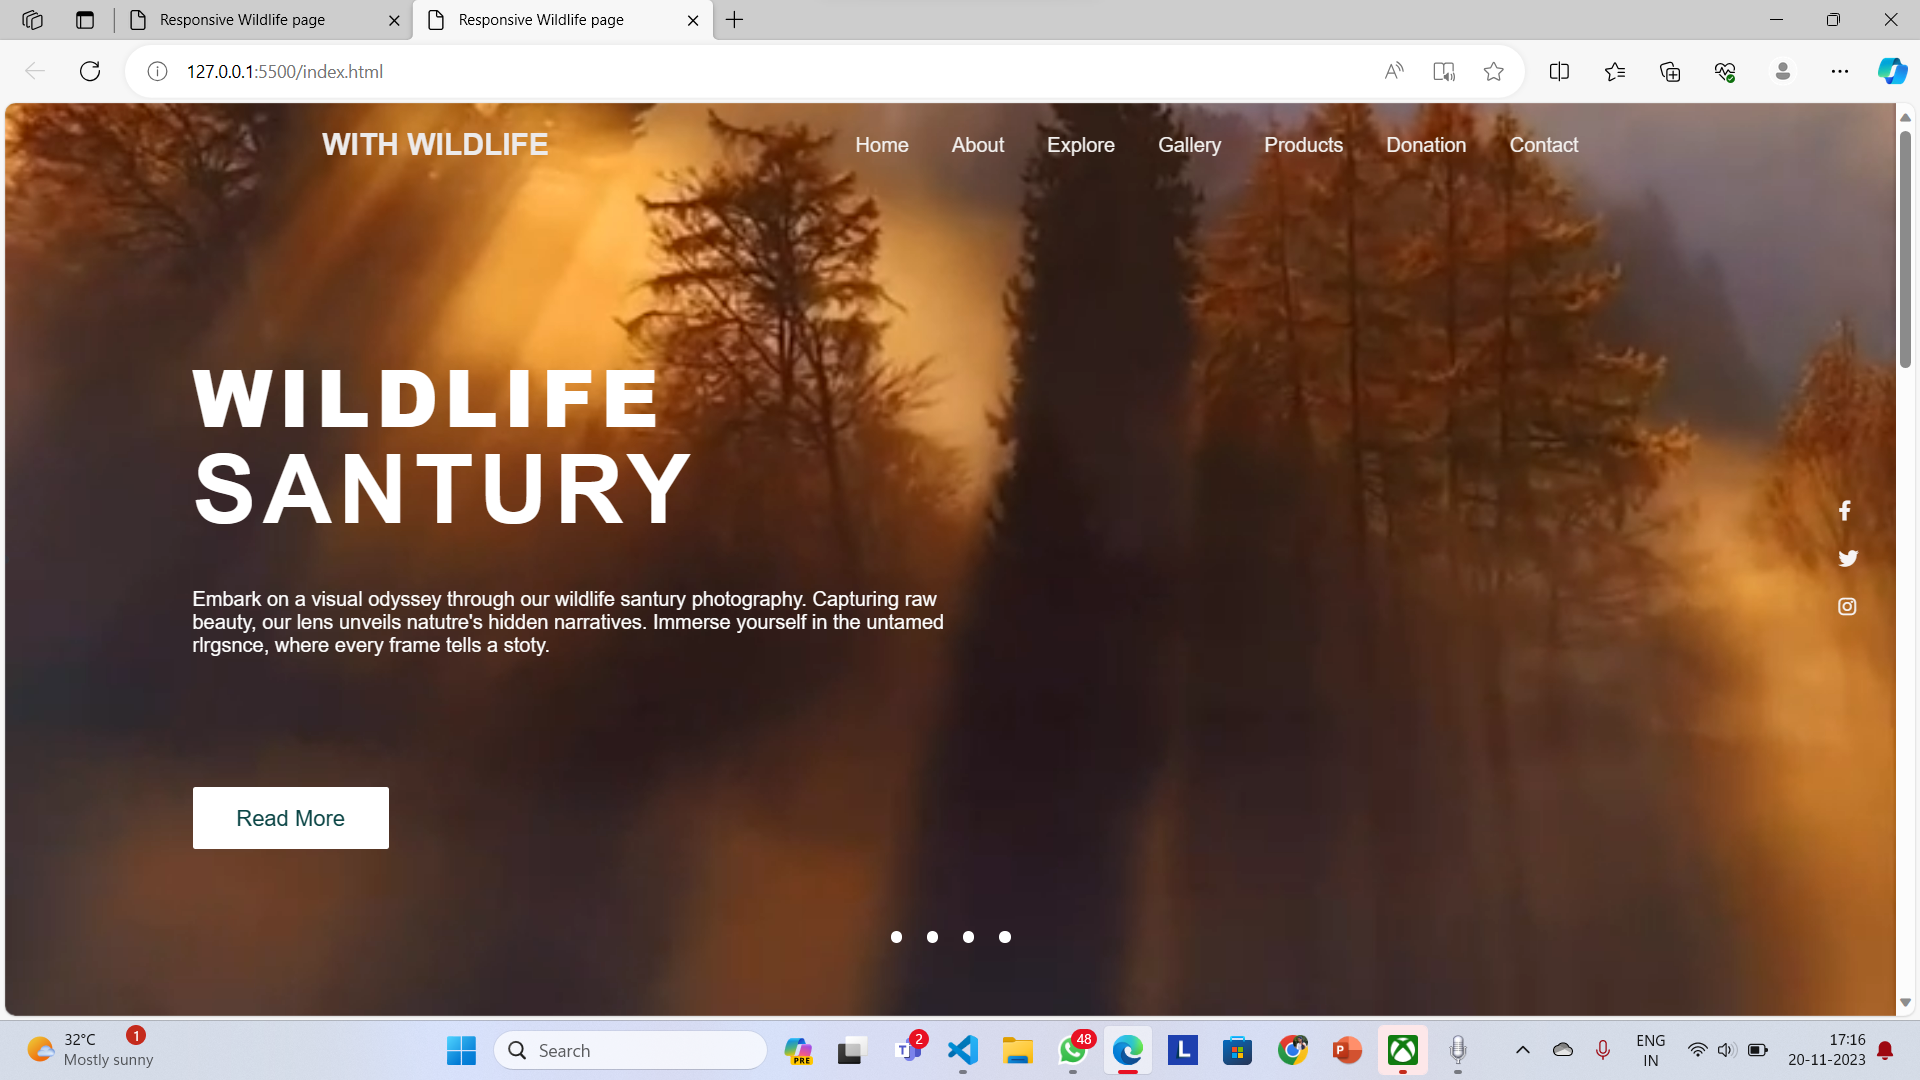 Responsive Wildlife page
Responsive Wildlife page
127.0.0.1:5500/index.html
WITH WILDLIFE
Home About Explore Gallery Products Donation Contact
WILDLIFE
SANTURY
Embark on a visual odyssey through our wildlife santury photography. Capturing raw
beauty, our lens unveils natutre's hidden narratives. Immerse yourself in the untamed
rlrgsnce, where every frame tells a stoty.
Read More
32°C
1
Mostly sunny
Search
PRE
T
2
48
L
P
ENG
IN
17:16
20-11-2023